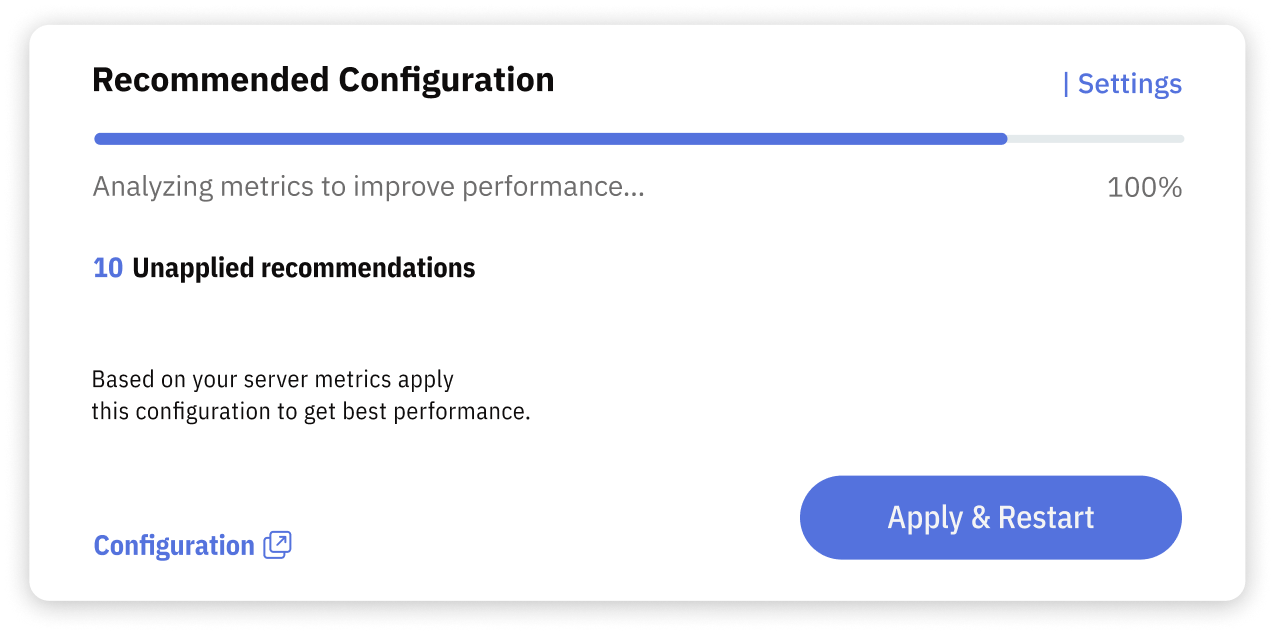 Recommended Configuration
| Settings
Analyzing metrics to improve performance...
100%
10 Unapplied recommendations
Based on your server metrics apply
this configuration to get best performance.
Configuration
Apply & Restart